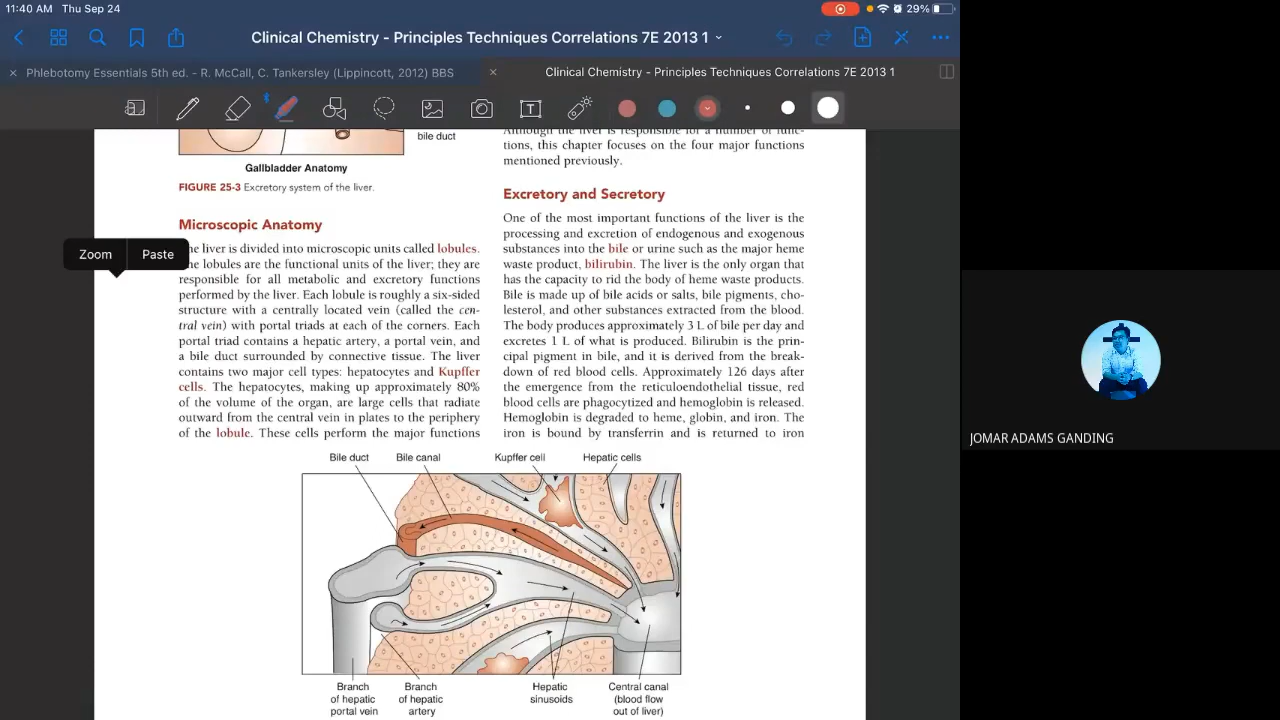 11:40 AM Thu Sep 24
29%
Clinical Chemistry - Principles Techniques Correlations 7E 2013 1
Phlebotomy Essentials 5th ed. - R. McCall, C. Tankersley (Lippincott, 2012) BBS
Clinical Chemistry - Principles Techniques Correlations 7E 2013 1
bile duct
Gallbladder Anatomy
FIGURE 25-3 Excretory system of the liver.
Microscopic Anatomy
liver is divided into microscopic units called lobules.
lobules are the functional units of the liver; they are
responsible for all metabolic and excretory functions
performed by the liver. Each lobule is roughly a six-sided
structure with a centrally located vein (called the cen-
tral vein) with portal triads at each of the corners. Each
portal triad contains a hepatic artery, a portal vein, and
a bile duct surrounded by connective tissue. The liver
contains two major cell types: hepatocytes and Kupffer
cells. The hepatocytes, making up approximately 80%
of the volume of the organ, are large cells that radiate
outward from the central vein in plates to the periphery
of the lobule. These cells perform the major functions
Zoom
Paste
Although the liver is responsible for a number of func-
tions, this chapter focuses on the four major functions
mentioned previously.
Excretory and Secretory
One of the most important functions of the liver is the
processing and excretion of endogenous and exogenous
substances into the bile or urine such as the major heme
waste product, bilirubin. The liver is the only organ that
has the capacity to rid the body of heme waste products.
Bile is made up of bile acids or salts, bile pigments, cho-
lesterol, and other substances extracted from the blood.
The body produces approximately 3 L of bile per day and
excretes 1 L of what is produced. Bilirubin is the prin-
cipal pigment in bile, and it is derived from the break-
down of red blood cells. Approximately 126 days after
the emergence from the reticuloendothelial tissue, red
blood cells are phagocytized and hemoglobin is released.
Hemoglobin is degraded to heme, globin, and iron. The
iron is bound by transferrin and is returned to iron
Bile duct
Bile canal
Kupffer cell
Hepatic cells
Branch
of hepatic
portal vein
Branch
of hepatic
artery
Hepatic
sinusoids
Central canal
(blood flow
out of liver)
JOMAR ADAMS GANDING